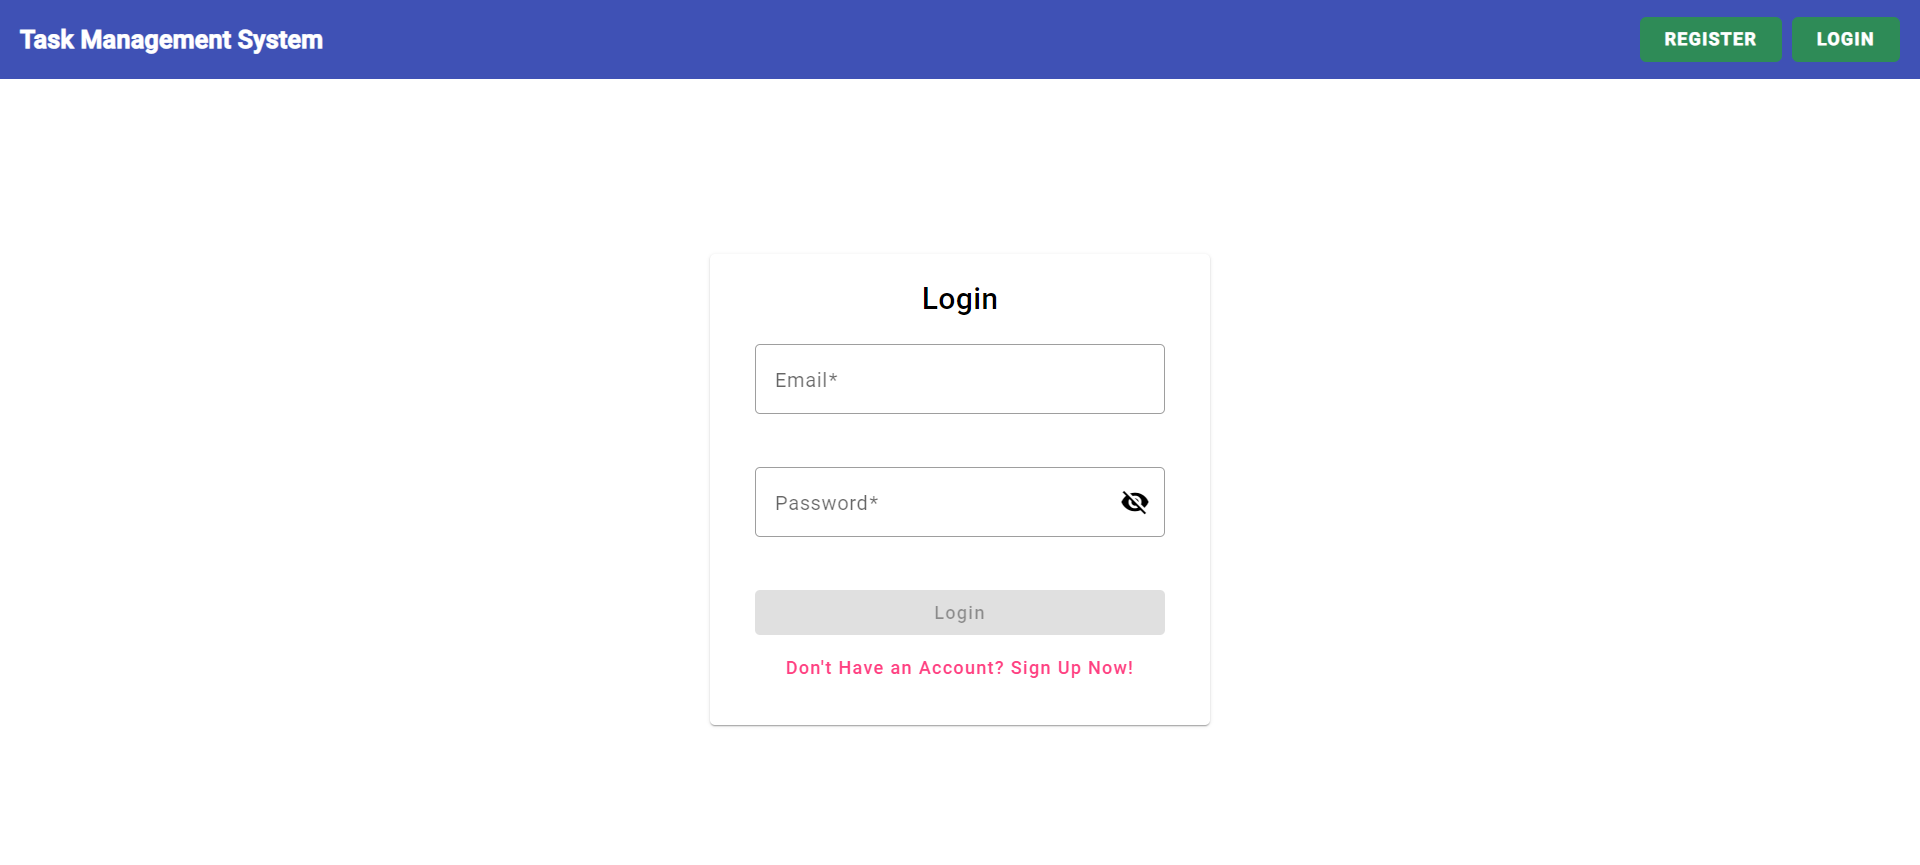 Task Management System
REGISTER
LOGIN
Login
Email*
Password*
Login
Don't Have an Account? Sign Up Now!